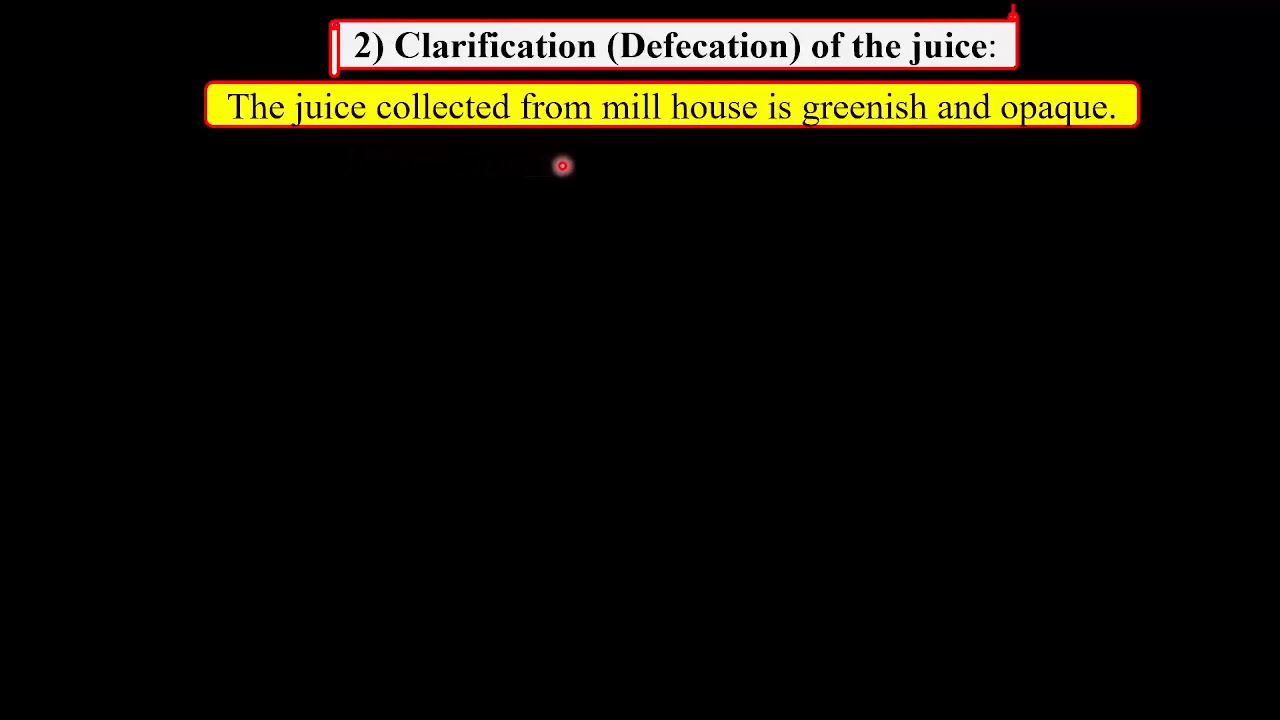 2) Clarification (Defecation) of the juice:
The juice collected from mill house is greenish and opaque.